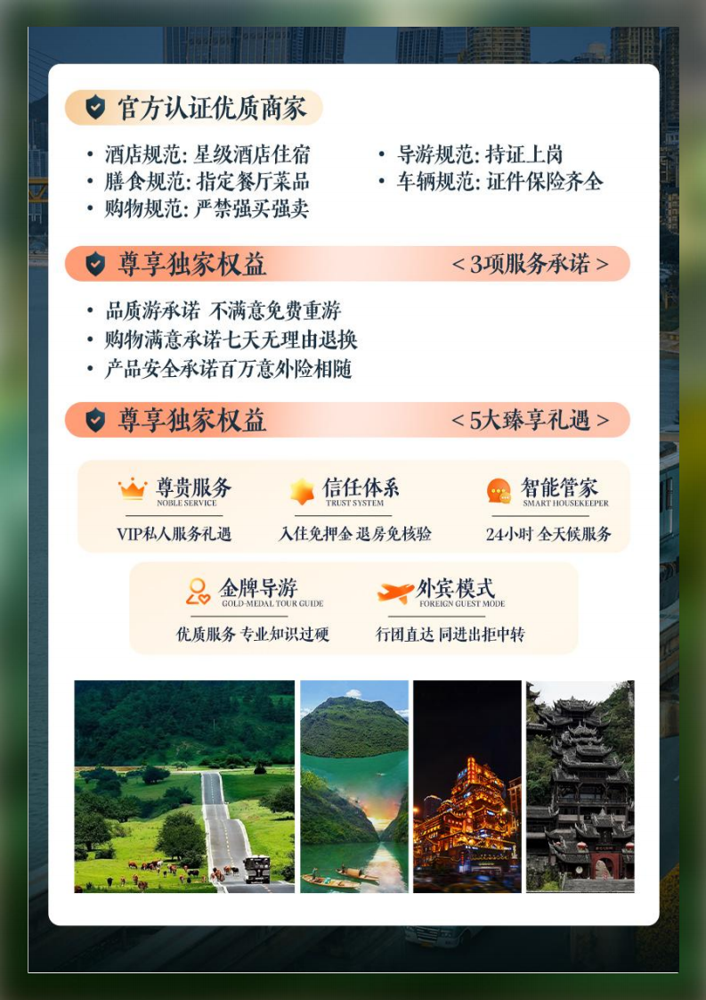 官方认证优质商家
• 酒店规范: 星级酒店住宿
• 导游规范: 持证上岗
• 膳食规范: 指定餐厅菜品
• 车辆规范: 证件保险齐全
• 购物规范: 严禁强买强卖
尊享独家权益 < 3项服务承诺 >
• 品质游承诺 不满意免费重游
• 购物满意承诺七天无理由退换
• 产品安全承诺百万意外险相随
尊享独家权益 < 5大臻享礼遇 >
尊贵服务
NOBLE SERVICE
VIP私人服务礼遇
信任体系
TRUST SYSTEM
入住免押金 退房免核验
智能管家
SMART HOUSEKEEPER
24小时 全天候服务
金牌导游
GOLD-MEDAL TOUR GUIDE
优质服务 专业知识过硬
外宾模式
FOREIGN GUEST MODE
行团直达 同进出拒中转